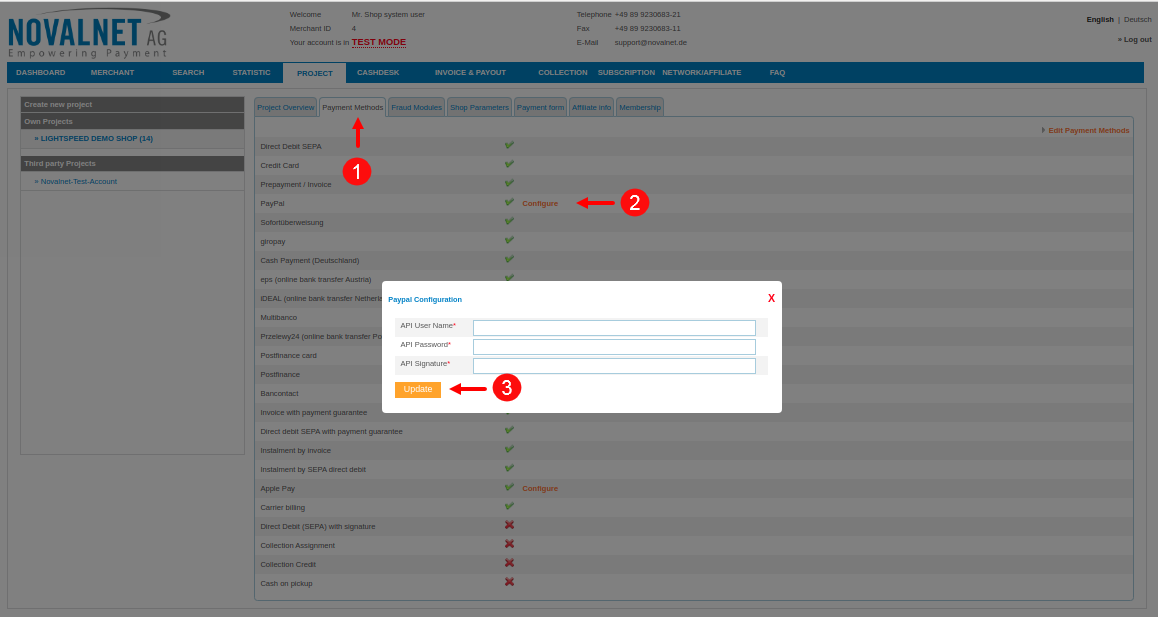 NOVALNET AG
Empowering Payment
Welcome Mr. Shop system user
Merchant ID 4
Your account is in TEST MODE
Telephone +49 89 9230683-21
Fax +49 89 9230683-11
E-Mail support@novalnet.de
English | Deutsch
» Log out
DASHBOARD MERCHANT SEARCH STATISTIC PROJECT CASHDESK INVOICE & PAYOUT COLLECTION SUBSCRIPTION NETWORK/AFFILIATE FAQ
Create new project
Own Projects
» LIGHTSPEED DEMO SHOP (14)
Third party Projects
» Novalnet-Test-Account
Project Overview Payment Methods Fraud Modules Shop Parameters Payment form Affiliate info Membership
Edit Payment Methods
1
Direct Debit SEPA
Credit Card
Prepayment / Invoice
PayPal Configure
2
Sofortüberweisung
giropay
Cash Payment (Deutschland)
eps (online bank transfer Austria)
iDEAL (online bank transfer Netherla
Multibanco
Przelewy24 (online bank transfer Po
Postfinance card
Postfinance
Bancontact
Invoice with payment guarantee
Direct debit SEPA with payment guarantee
Instalment by invoice
Instalment by SEPA direct debit
Apple Pay Configure
Carrier billing
Direct Debit (SEPA) with signature
Collection Assignment
Collection Credit
Cash on pickup
Paypal Configuration X
API User Name*
API Password*
API Signature*
Update
3